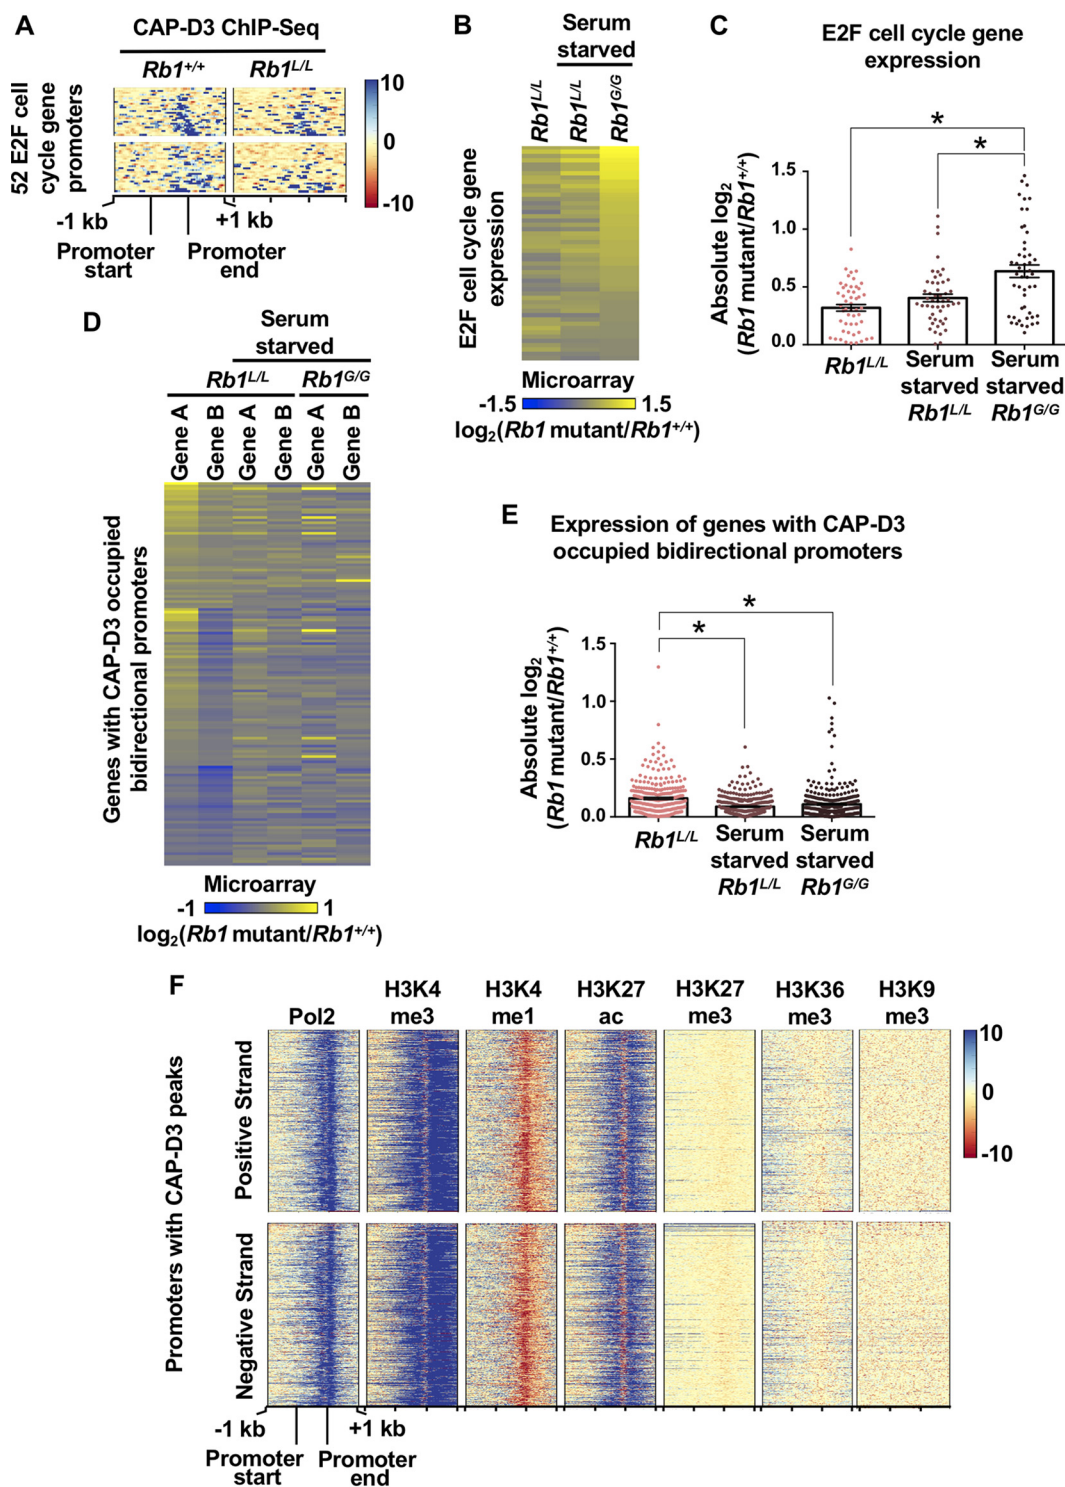 A
CAP-D3 ChIP-Seq
Rb1+/+
Rb1L/L
52 E2F cell
cycle gene
promoters
10
0
-10
-1 kb
+1 kb
Promoter
start
Promoter
end
B
Serum
starved
Rb1L/L
Rb1L/L
Rb1G/G
E2F cell cycle gene
expression
Microarray
-1.5
1.5
log2(Rb1 mutant/Rb1+/+)
C
E2F cell cycle gene
expression
*
*
Absolute log2
(Rb1 mutant/Rb1+/+)
1.5
1.0
0.5
0.0
Rb1L/L
Serum
starved
Rb1L/L
Serum
starved
Rb1G/G
D
Serum
starved
Rb1L/L
Rb1G/G
Gene A
Gene B
Gene A
Gene B
Gene A
Gene B
Genes with CAP-D3 occupied
bidirectional promoters
Microarray
-1
1
log2(Rb1 mutant/Rb1+/+)
E
Expression of genes with CAP-D3
occupied bidirectional promoters
*
*
Absolute log2
(Rb1 mutant/Rb1+/+)
1.5
1.0
0.5
0.0
Rb1L/L
Serum
starved
Rb1L/L
Serum
starved
Rb1G/G
F
Promoters with CAP-D3 peaks
Positive Strand
Negative Strand
Pol2
H3K4
me3
H3K4
me1
H3K27
ac
H3K27
me3
H3K36
me3
H3K9
me3
10
0
-10
-1 kb
+1 kb
Promoter
start
Promoter
end